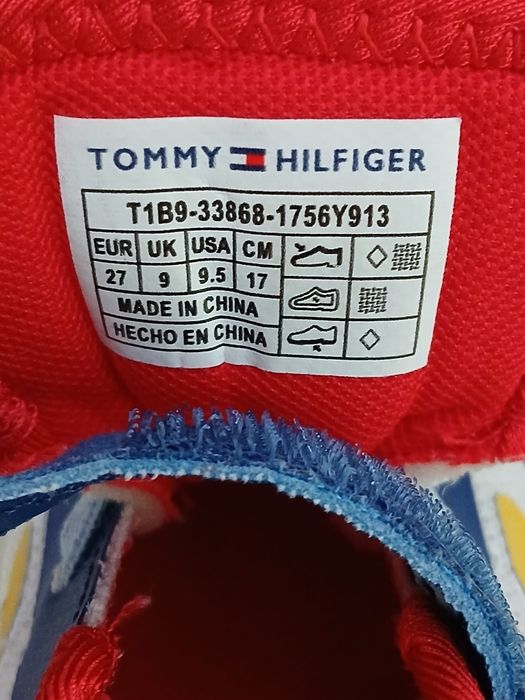 TOMMY HILFIGER
T1B9-33868-1756Y913
EUR UK USA CM
27 9 9.5 17
MADE IN CHINA
HECHO EN CHINA